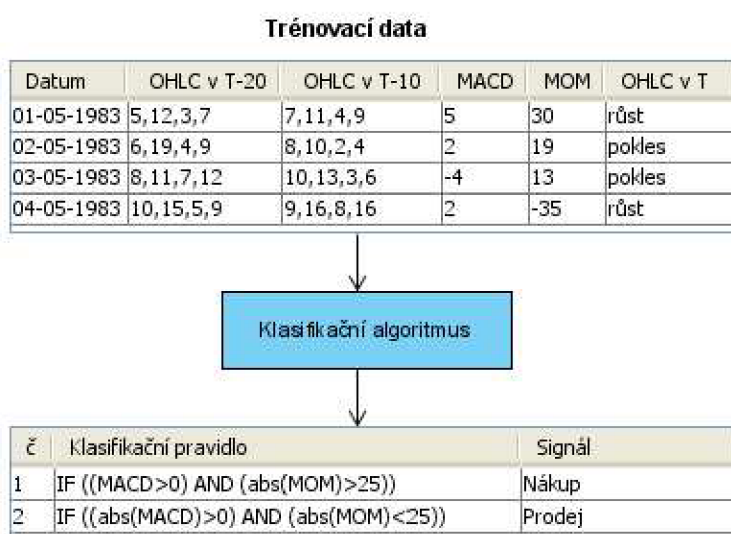 Trénovací data
Datum OHLC v T-20 OHLC v T-10 MACD MOM OHLC v T
01-05-1983 5,12,3,7 7,11,4,9 5 30 růst
02-05-1983 6,19,4,9 8,10,2,4 2 19 pokles
03-05-1983 8,11,7,12 10,13,3,6 -4 13 pokles
04-05-1983 10,15,5,9 9,16,8,16 2 -35 růst
Klasifikační algoritmus
č Klasifikační pravidlo Signál
1 IF ((MACD>0) AND (abs(MOM)>25)) Nákup
2 IF ((abs(MACD)>0) AND (abs(MOM)<25)) Prodej